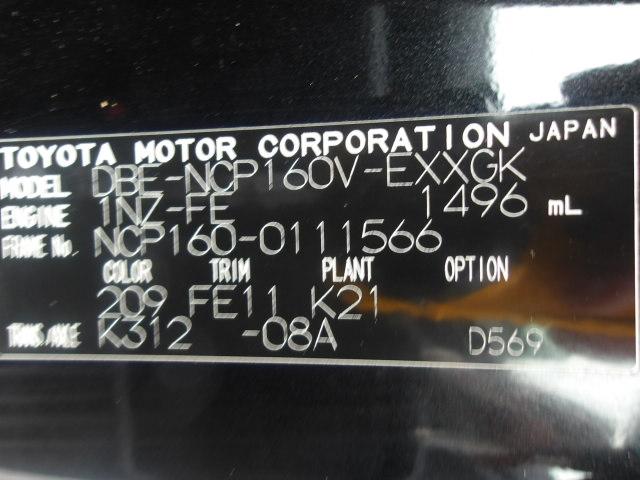 TOYOTA MOTOR CORPORATION JAPAN
MODEL DBE-NCP160V-EXXGK
ENGINE 1NZ-FE 1496 mL
FRAME No. NCP160-0111566
COLOR TRIM PLANT OPTION
209 FE11 K21
TRANS/AXLE K312 -08A D569